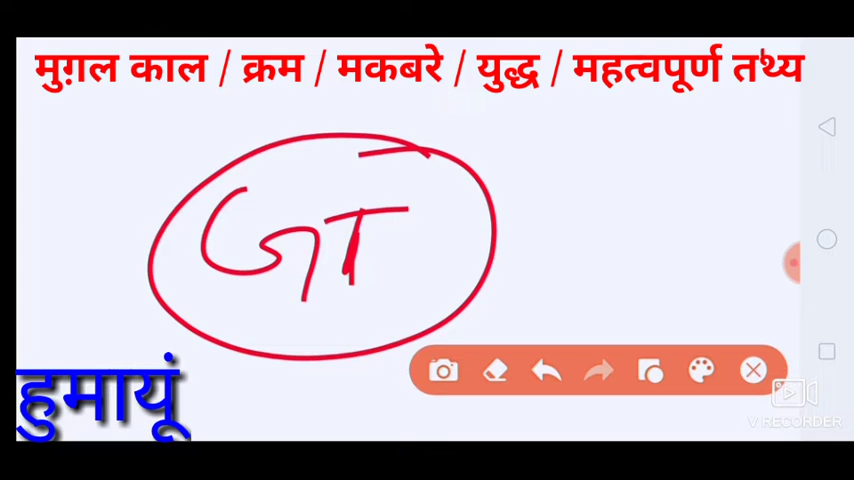 मुग़ल काल / क्रम / मकबरे / युद्ध / महत्वपूर्ण तथ्य
GT
हुमायूं
V RECORDER